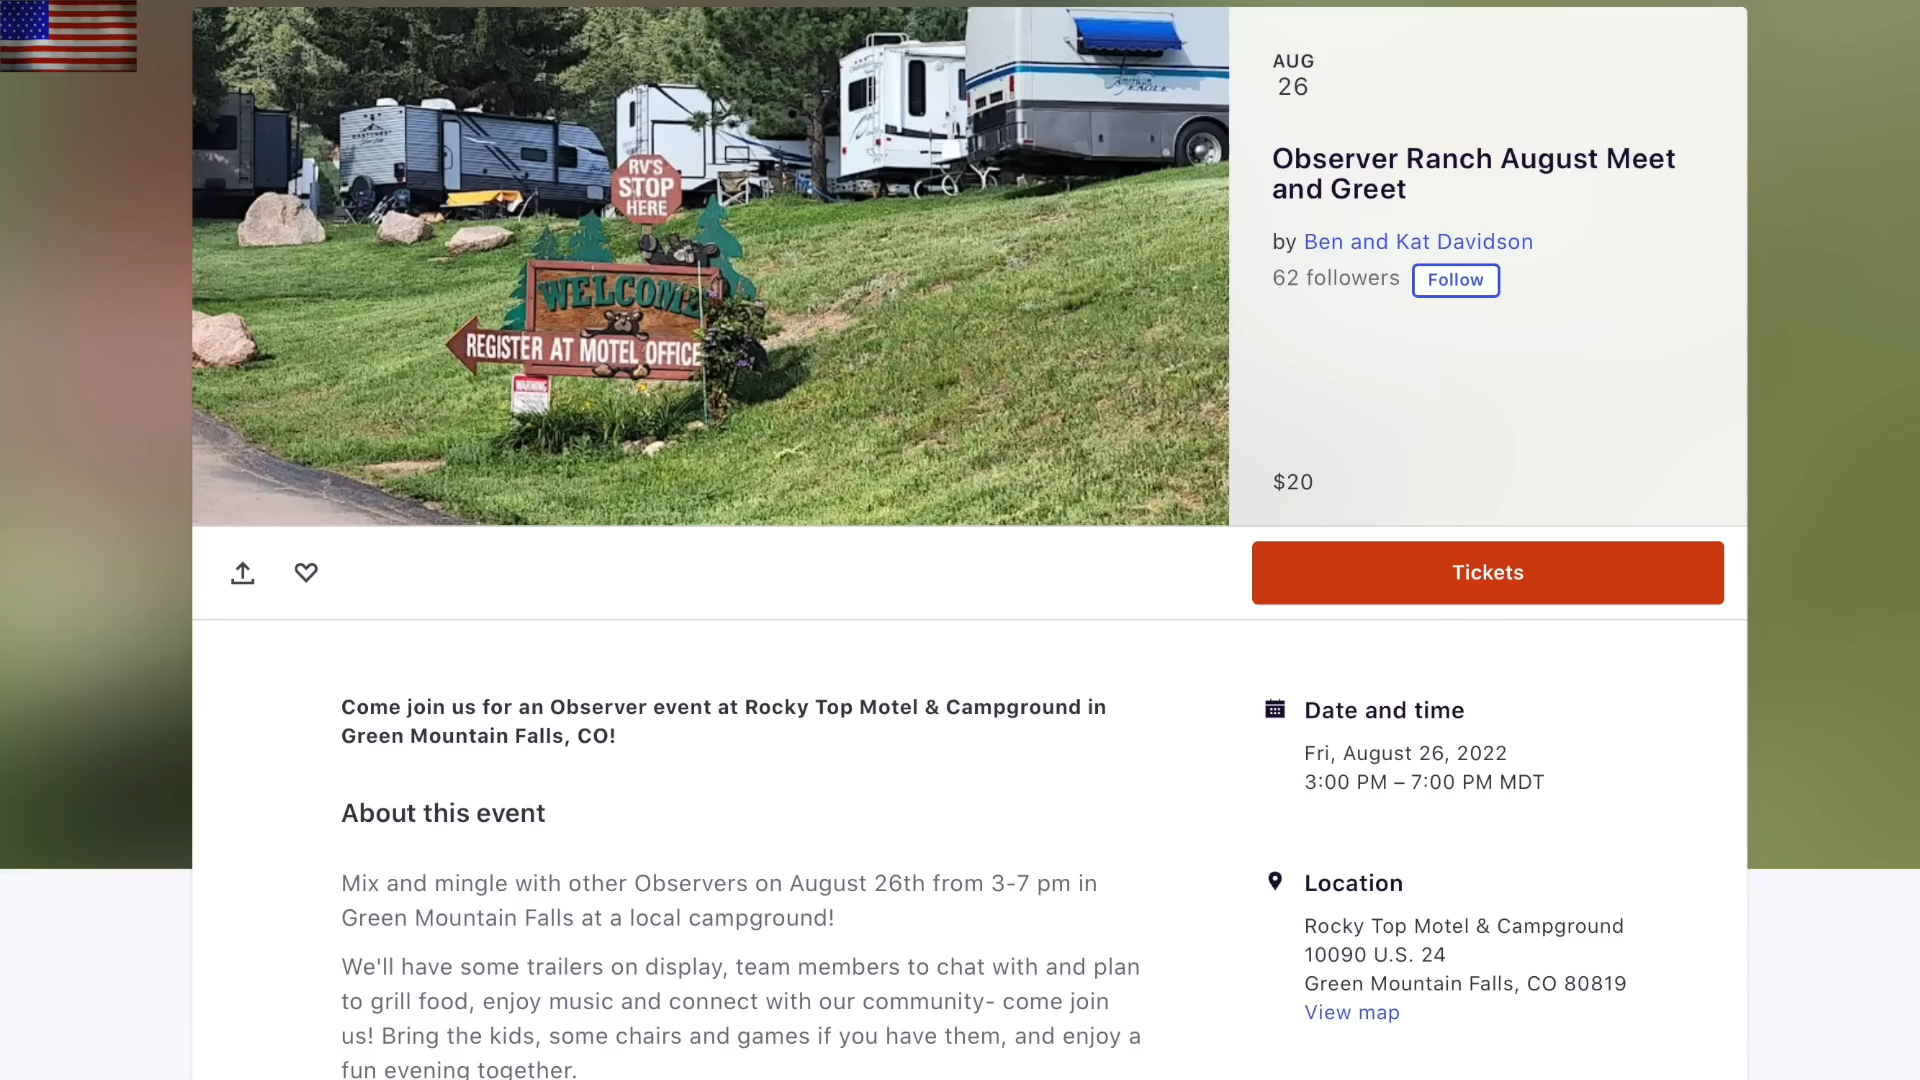 AUG
26
Observer Ranch August Meet
and Greet
by Ben and Kat Davidson
62 followers
Follow
$20
RV'S
STOP
HERE
WELCOME
REGISTER AT MOTEL OFFICE
WARNING
American
EAGLE
Tickets
Come join us for an Observer event at Rocky Top Motel & Campground in
Green Mountain Falls, CO!
About this event
Mix and mingle with other Observers on August 26th from 3-7 pm in
Green Mountain Falls at a local campground!
We'll have some trailers on display, team members to chat with and plan
to grill food, enjoy music and connect with our community- come join
us! Bring the kids, some chairs and games if you have them, and enjoy a
fun evening together.
Date and time
Fri, August 26, 2022
3:00 PM – 7:00 PM MDT
Location
Rocky Top Motel & Campground
10090 U.S. 24
Green Mountain Falls, CO 80819
View map